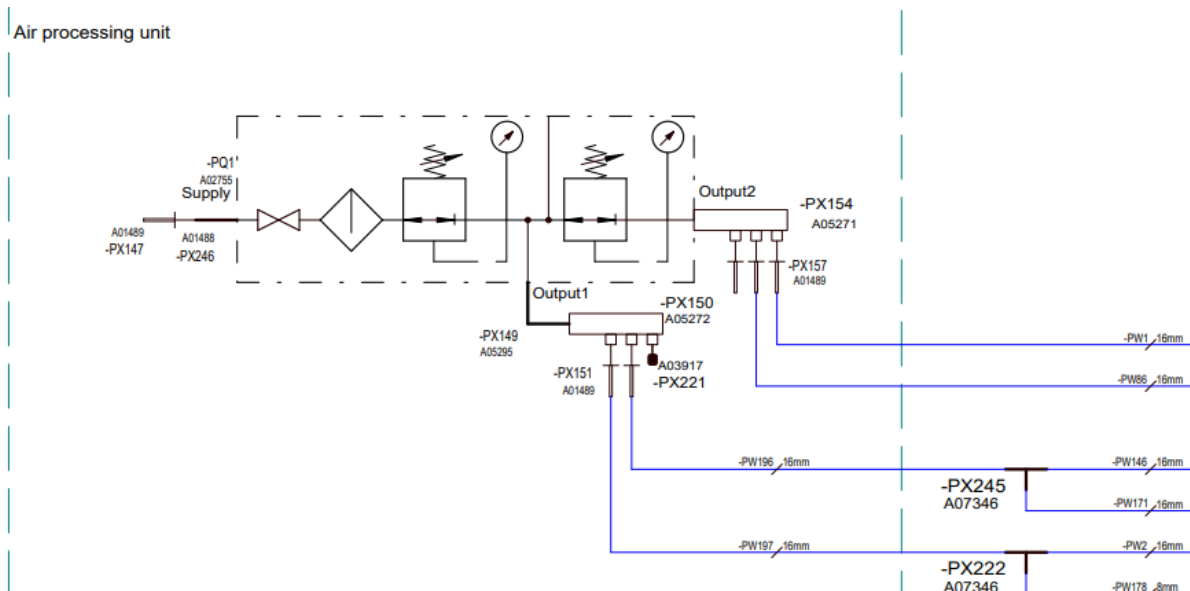 Air processing unit
-PQ1
A02755
Supply
A01489
-PX147
A01488
-PX246
Output2
-PX154
A05271
-PX157
A01489
Output1
-PX150
A05272
-PX149
A05295
-PX151
A01489
A03917
-PX221
-PW1 16mm
-PW86 16mm
-PW196 16mm
-PW146 16mm
-PX245
A07346
-PW171 16mm
-PW197 16mm
-PW2 16mm
-PX222
A07346
-PW178 8mm